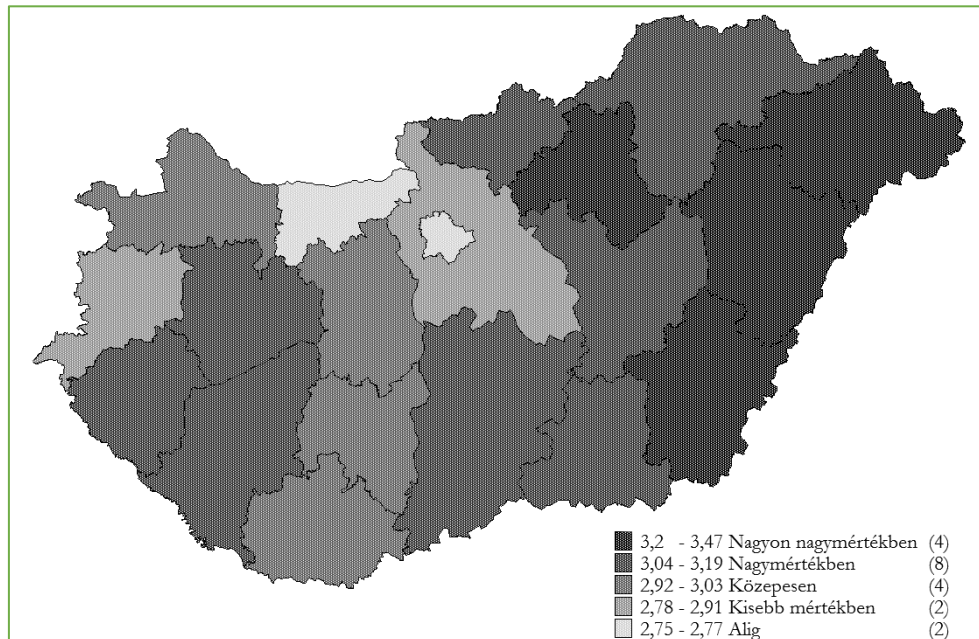 3,2 - 3,47 Nagyon nagymértékben (4)
3,04 - 3,19 Nagymértékben (8)
2,92 - 3,03 Közepesen (4)
2,78 - 2,91 Kisebb mértékben (2)
2,75 - 2,77 Alig (2)